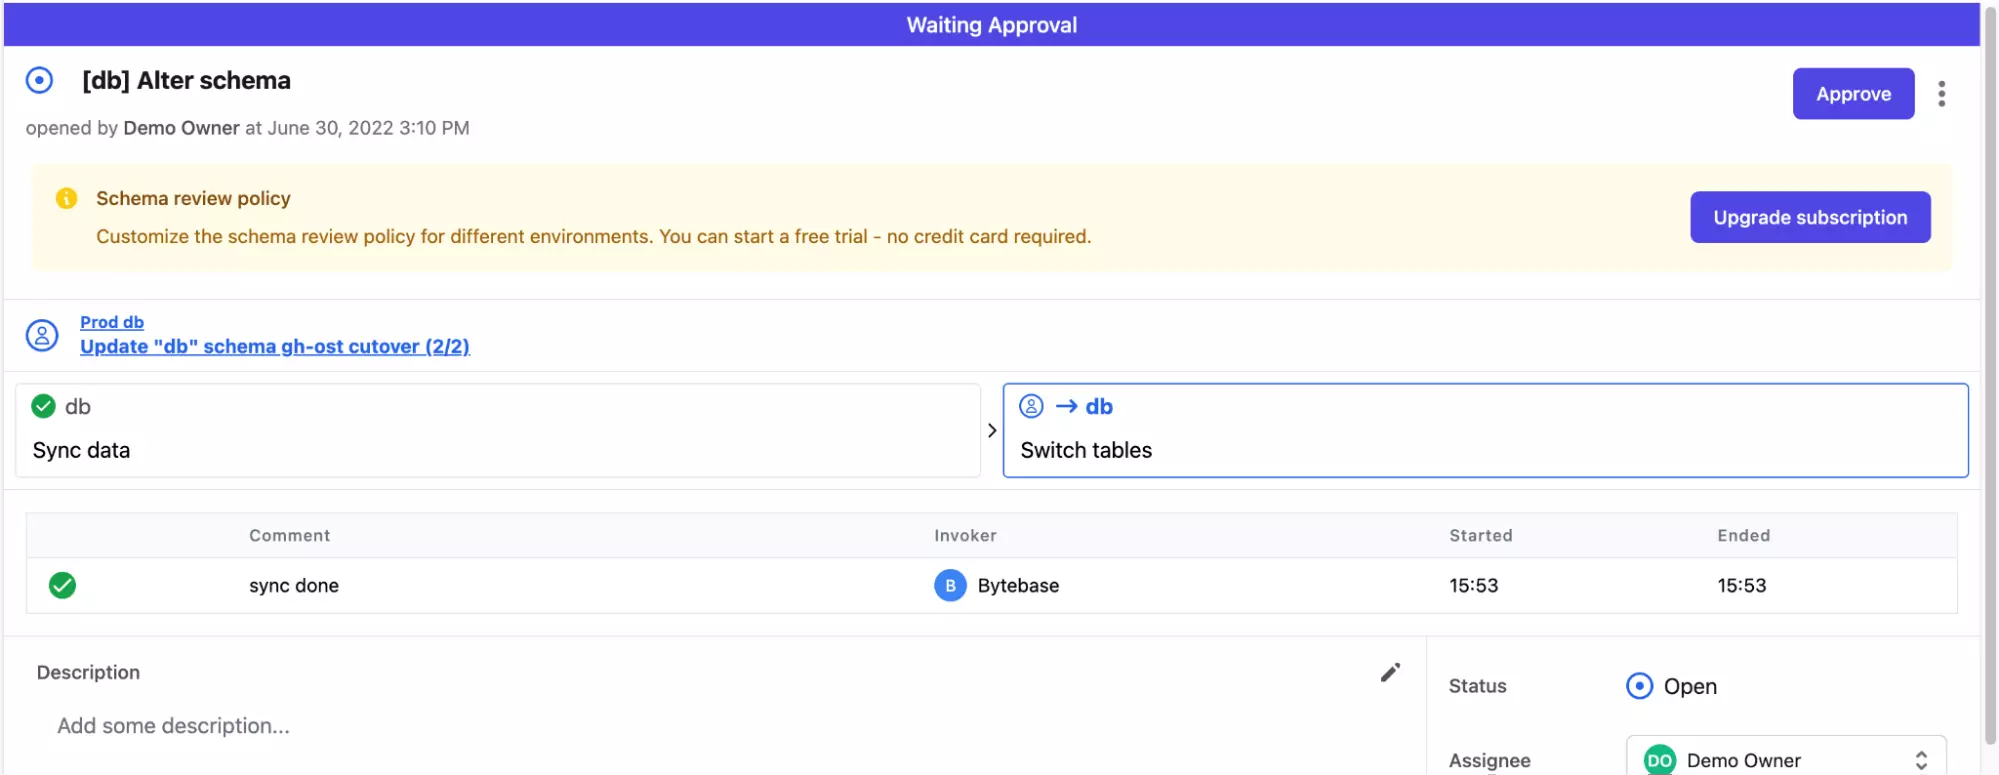 Waiting Approval
[db] Alter schema
Approve
opened by Demo Owner at June 30, 2022 3:10 PM
Schema review policy
Customize the schema review policy for different environments. You can start a free trial - no credit card required.
Upgrade subscription
Prod db
Update "db" schema gh-ost cutover (2/2)
db
Sync data
→ db
Switch tables
Comment Invoker Started Ended
sync done B Bytebase 15:53 15:53
Description
Add some description...
Status Open
Assignee DO Demo Owner